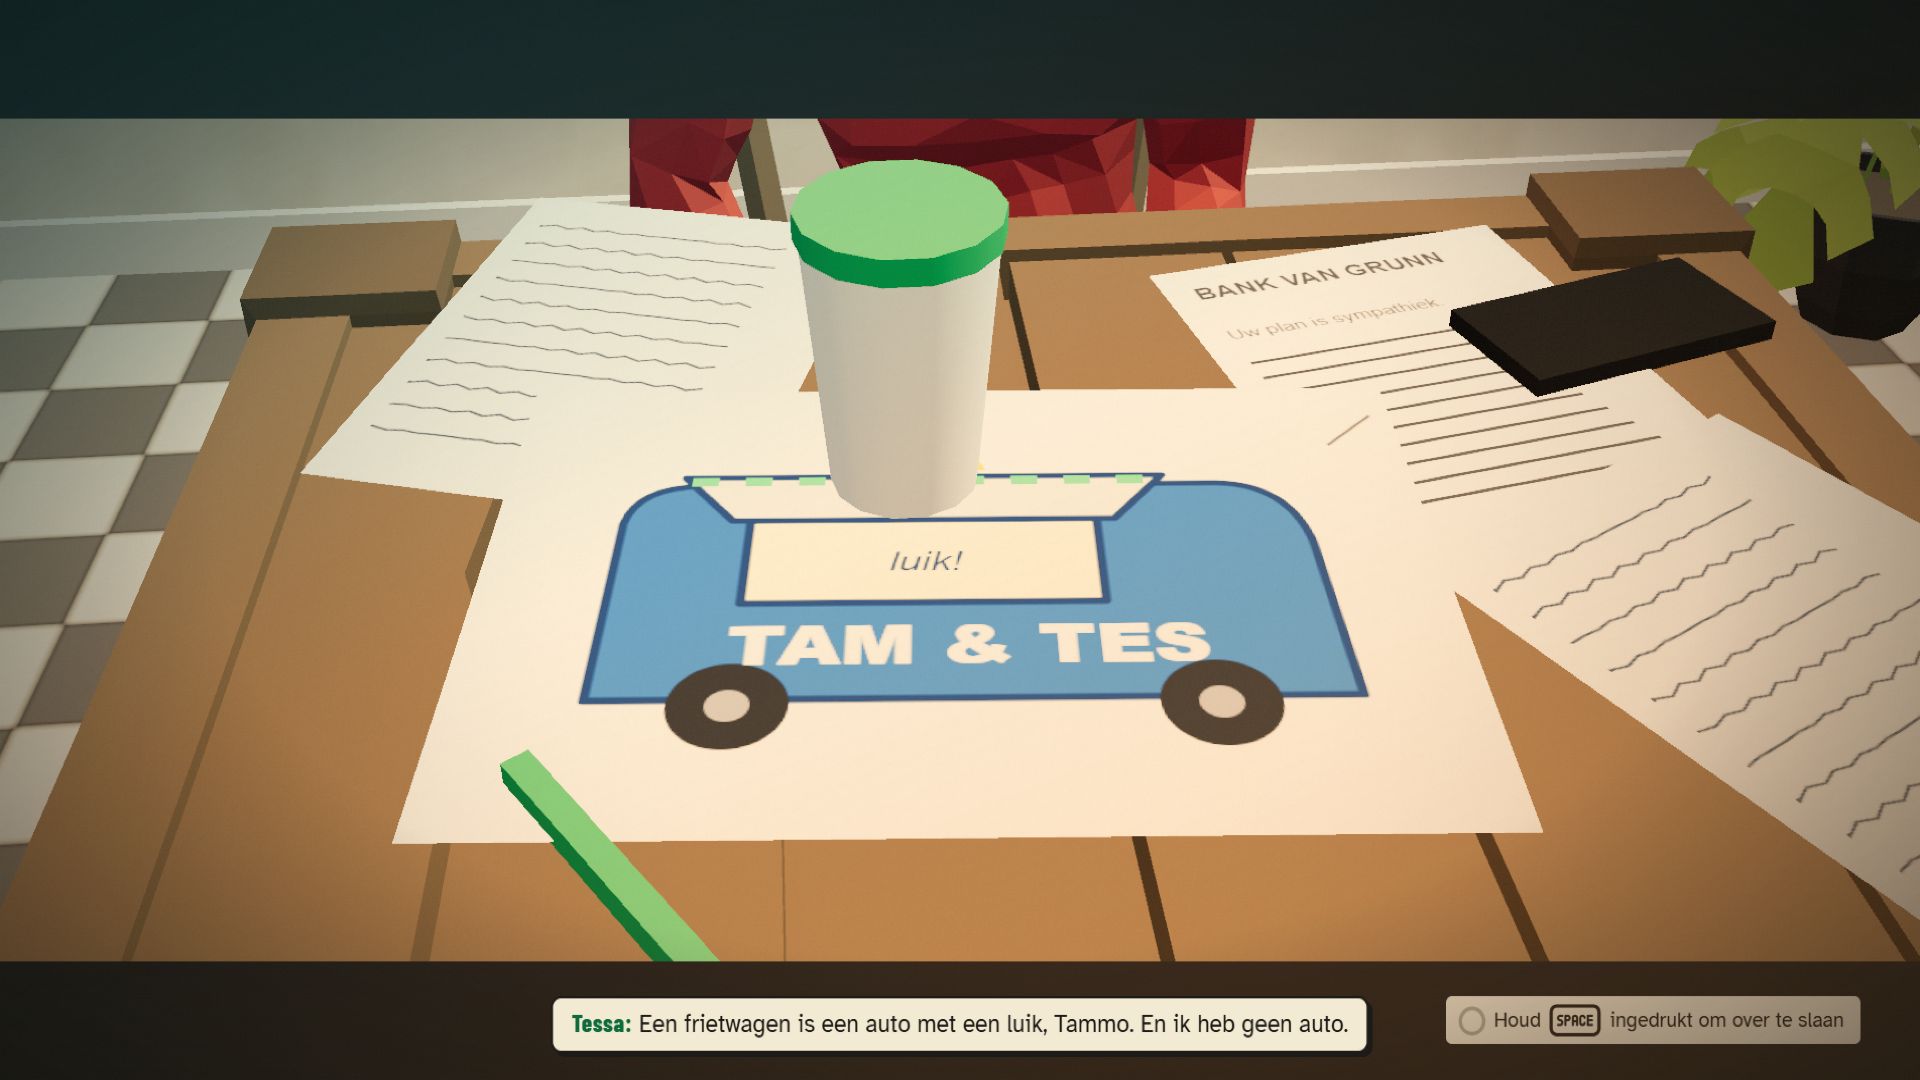 BANK VAN GRUNN
Uw plan is sympathiek.
luik!
TAM & TES
Tessa: Een frietwagen is een auto met een luik, Tammo. En ik heb geen auto.
Houd SPACE ingedrukt om over te slaan